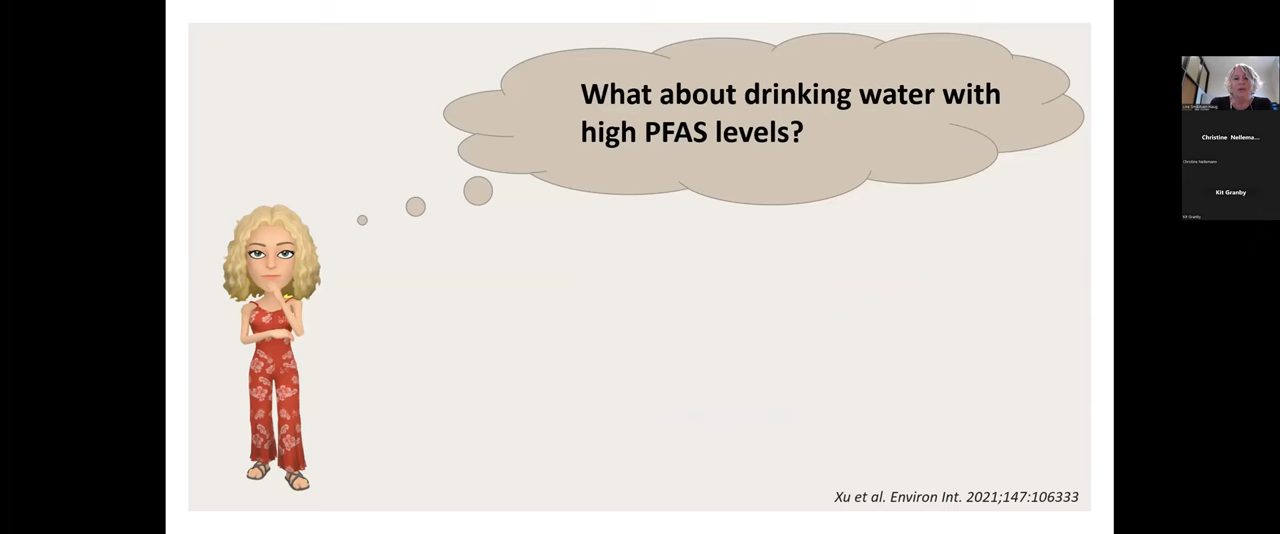 What about drinking water with
high PFAS levels?
Xu et al. Environ Int. 2021;147:106333
Christine Nellema...
Christine Nellemann
Kit Granby
Kit Granby